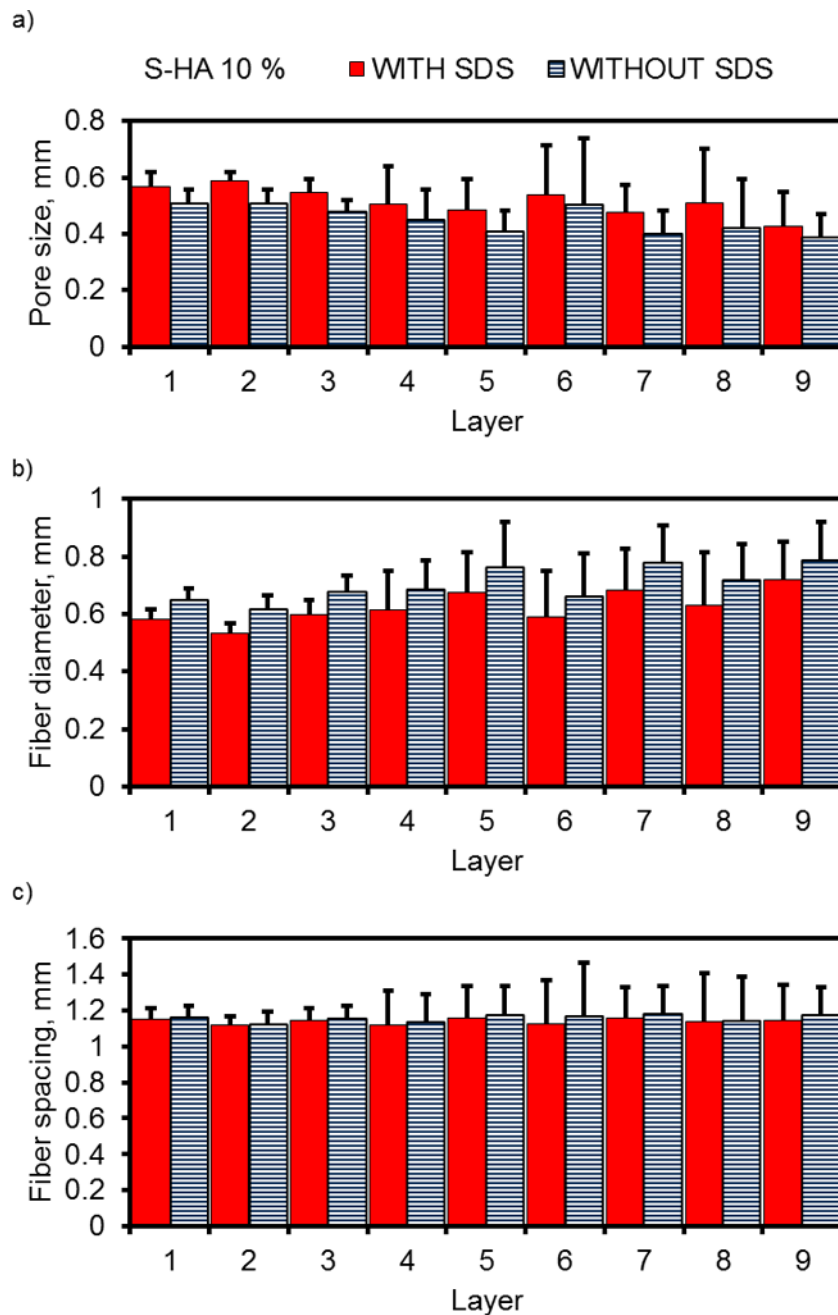 a)
S-HA 10 % WITH SDS WITHOUT SDS
0.8
0.6
0.4
0.2
0
Pore size, mm
1 2 3 4 5 6 7 8 9
Layer
b)
1
0.8
0.6
0.4
0.2
0
Fiber diameter, mm
1 2 3 4 5 6 7 8 9
Layer
c)
1.6
1.4
1.2
1
0.8
0.6
0.4
0.2
0
Fiber spacing, mm
1 2 3 4 5 6 7 8 9
Layer